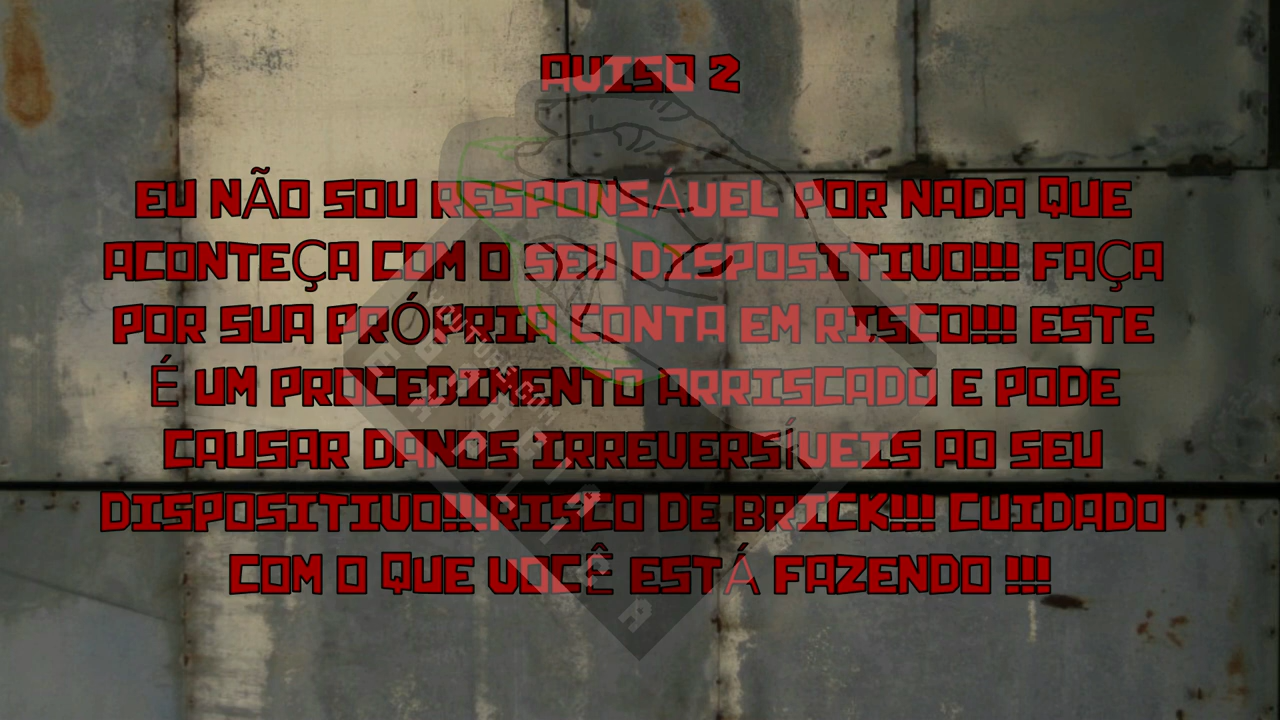 AVISO 2
EU NÃO SOU RESPONSÁVEL POR NADA QUE
ACONTEÇA COM O SEU DISPOSITIVO!!! FAÇA
POR SUA PRÓPRIA CONTA EM RISCO!!! ESTE
É UM PROCEDIMENTO ARRISCADO E PODE
CAUSAR DANOS IRREVERSÍVEIS AO SEU
DISPOSITIVO!!!RISCO DE BRICK!!! CUIDADO
COM O QUE VOCÊ ESTÁ FAZENDO !!!